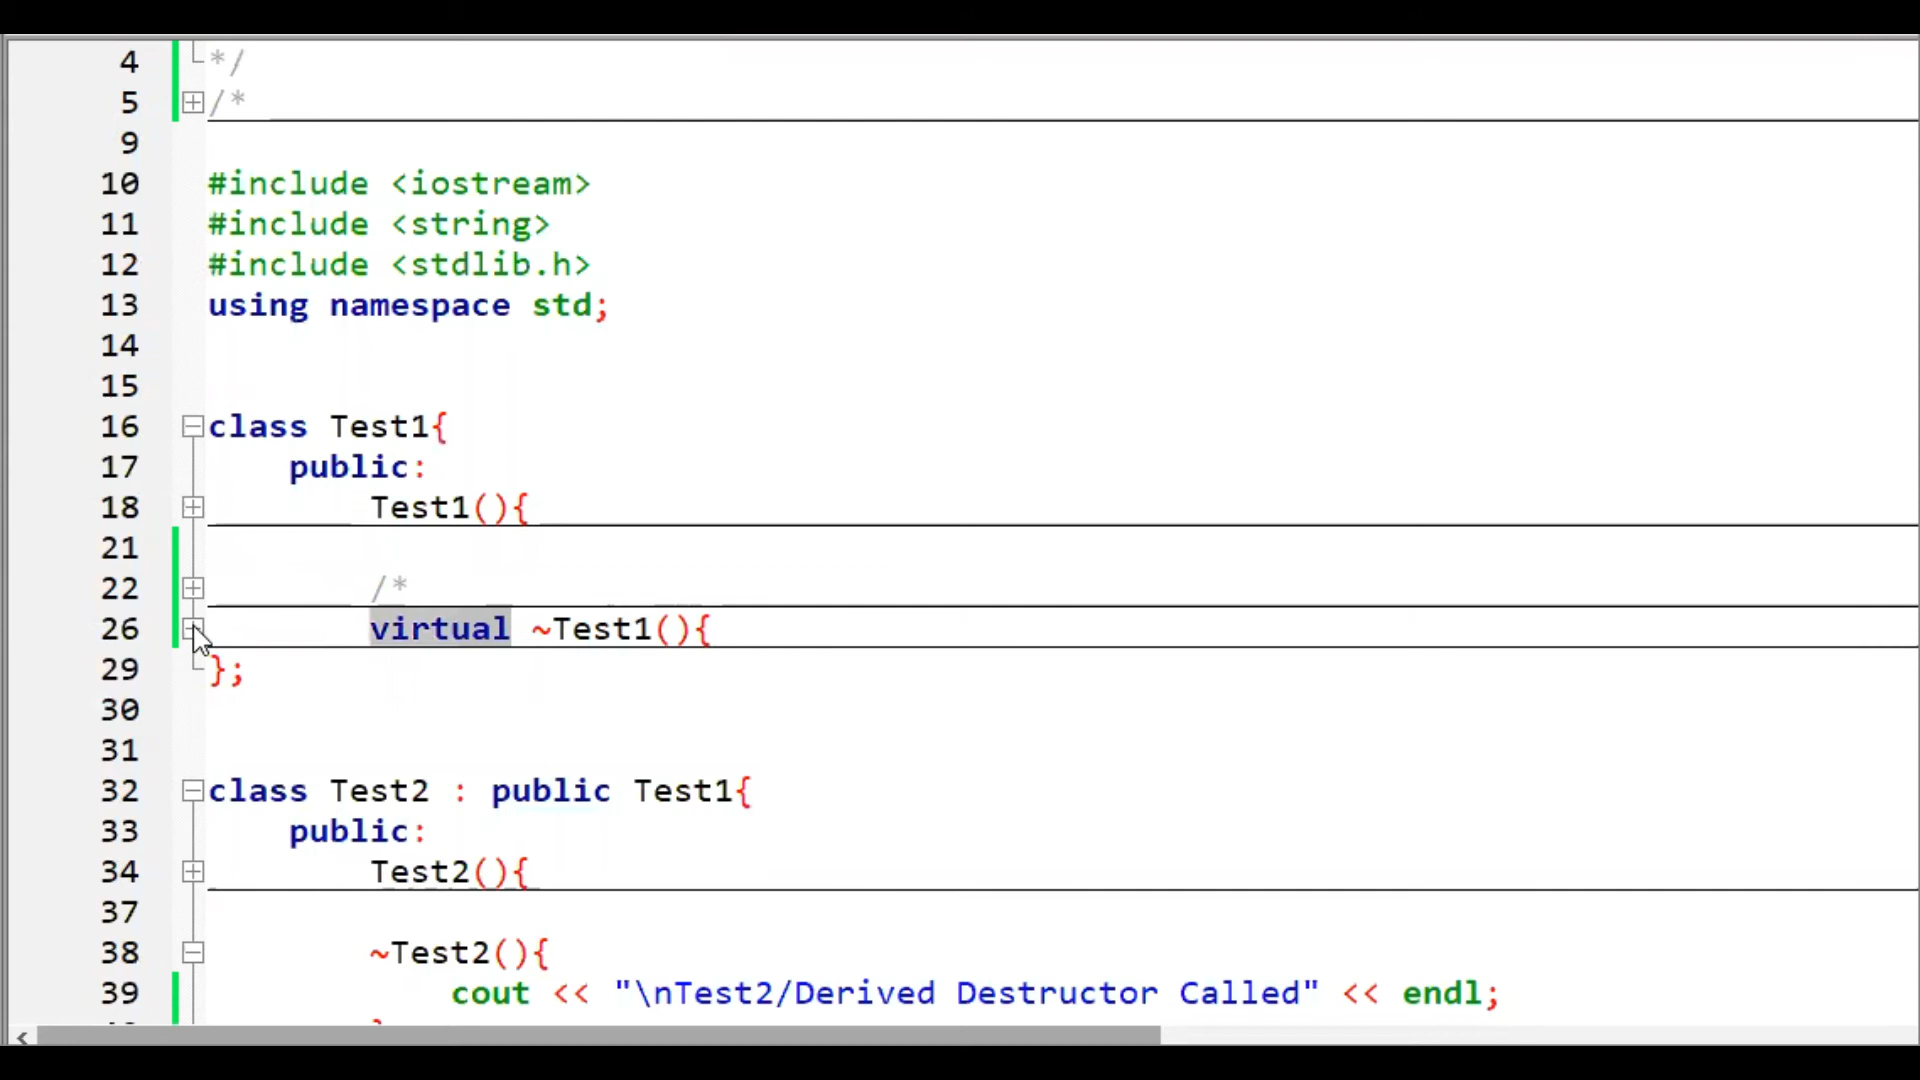 4 */
5 /*
9
10 #include <iostream>
11 #include <string>
12 #include <stdlib.h>
13 using namespace std;
14
15
16 class Test1{
17 public:
18 Test1(){
21
22 /*
26 virtual ~Test1(){
29 };
30
31
32 class Test2 : public Test1{
33 public:
34 Test2(){
37
38 ~Test2(){
39 cout << "\nTest2/Derived Destructor Called" << endl;